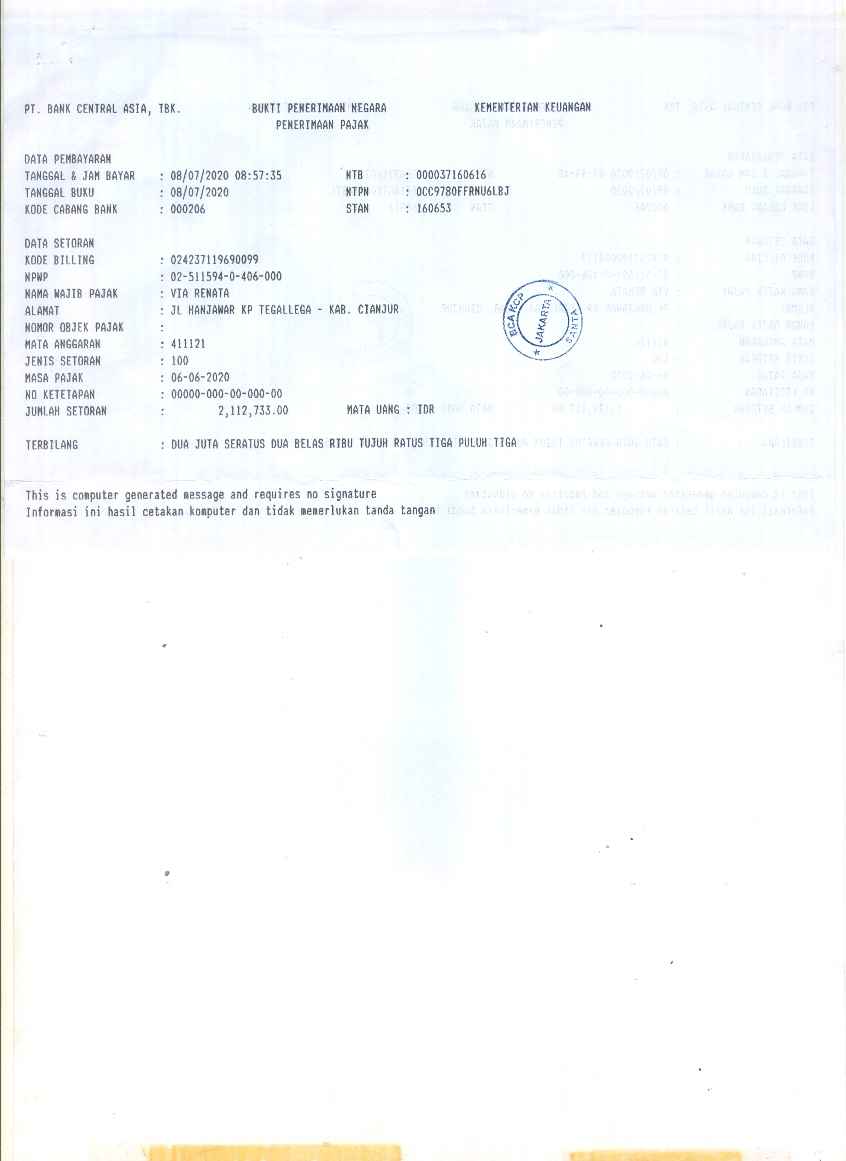 PT. BANK CENTRAL ASIA, TBK. BUKTI PENERIMAAN NEGARA KEMENTERIAN KEUANGAN
PENERIMAAN PAJAK
DATA PEMBAYARAN
TANGGAL & JAM BAYAR : 08/07/2020 08:57:35 NTB : 000037160616
TANGGAL BUKU : 08/07/2020 NTPN : 0CC9780FFRNU6LBJ
KODE CABANG BANK : 000206 STAN : 160653
DATA SETORAN
KODE BILLING : 024237119690099
NPWP : 02-511594-0-406-000
NAMA WAJIB PAJAK : VIA RENATA
ALAMAT : JL HANJAWAR KP TEGALLEGA - KAB. CIANJUR
NOMOR OBJEK PAJAK :
MATA ANGGARAN : 411121
JENIS SETORAN : 100
MASA PAJAK : 06-06-2020
NO KETETAPAN : 00000-000-00-000-00
JUMLAH SETORAN : 2,112,733.00 MATA UANG : IDR
TERBILANG : DUA JUTA SERATUS DUA BELAS RIBU TUJUH RATUS TIGA PULUH TIGA
This is computer generated message and requires no signature
Informasi ini hasil cetakan komputer dan tidak memerlukan tanda tangan
BCA KCP
JAKARTA
SANTA